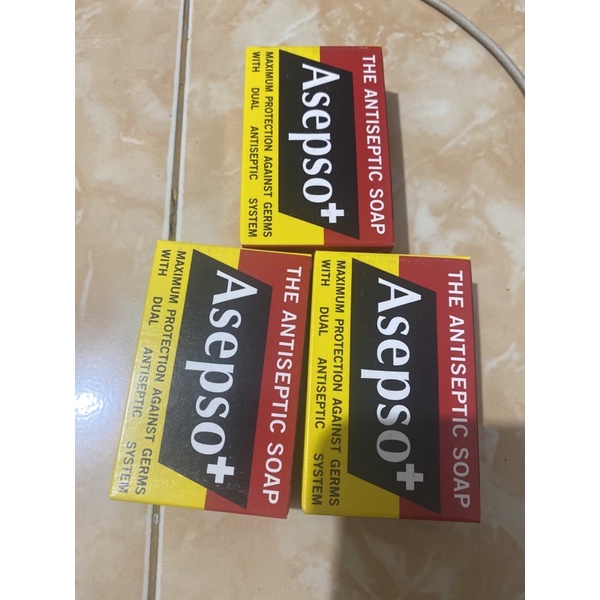 THE ANTISEPTIC SOAP
Asepso+
MAXIMUM PROTECTION AGAINST GERMS
WITH DUAL ANTISEPTIC SYSTEM
THE ANTISEPTIC SOAP
Asepso+
MAXIMUM PROTECTION AGAINST GERMS
WITH DUAL ANTISEPTIC SYSTEM
THE ANTISEPTIC SOAP
Asepso+
MAXIMUM PROTECTION AGAINST GERMS
WITH DUAL ANTISEPTIC SYSTEM